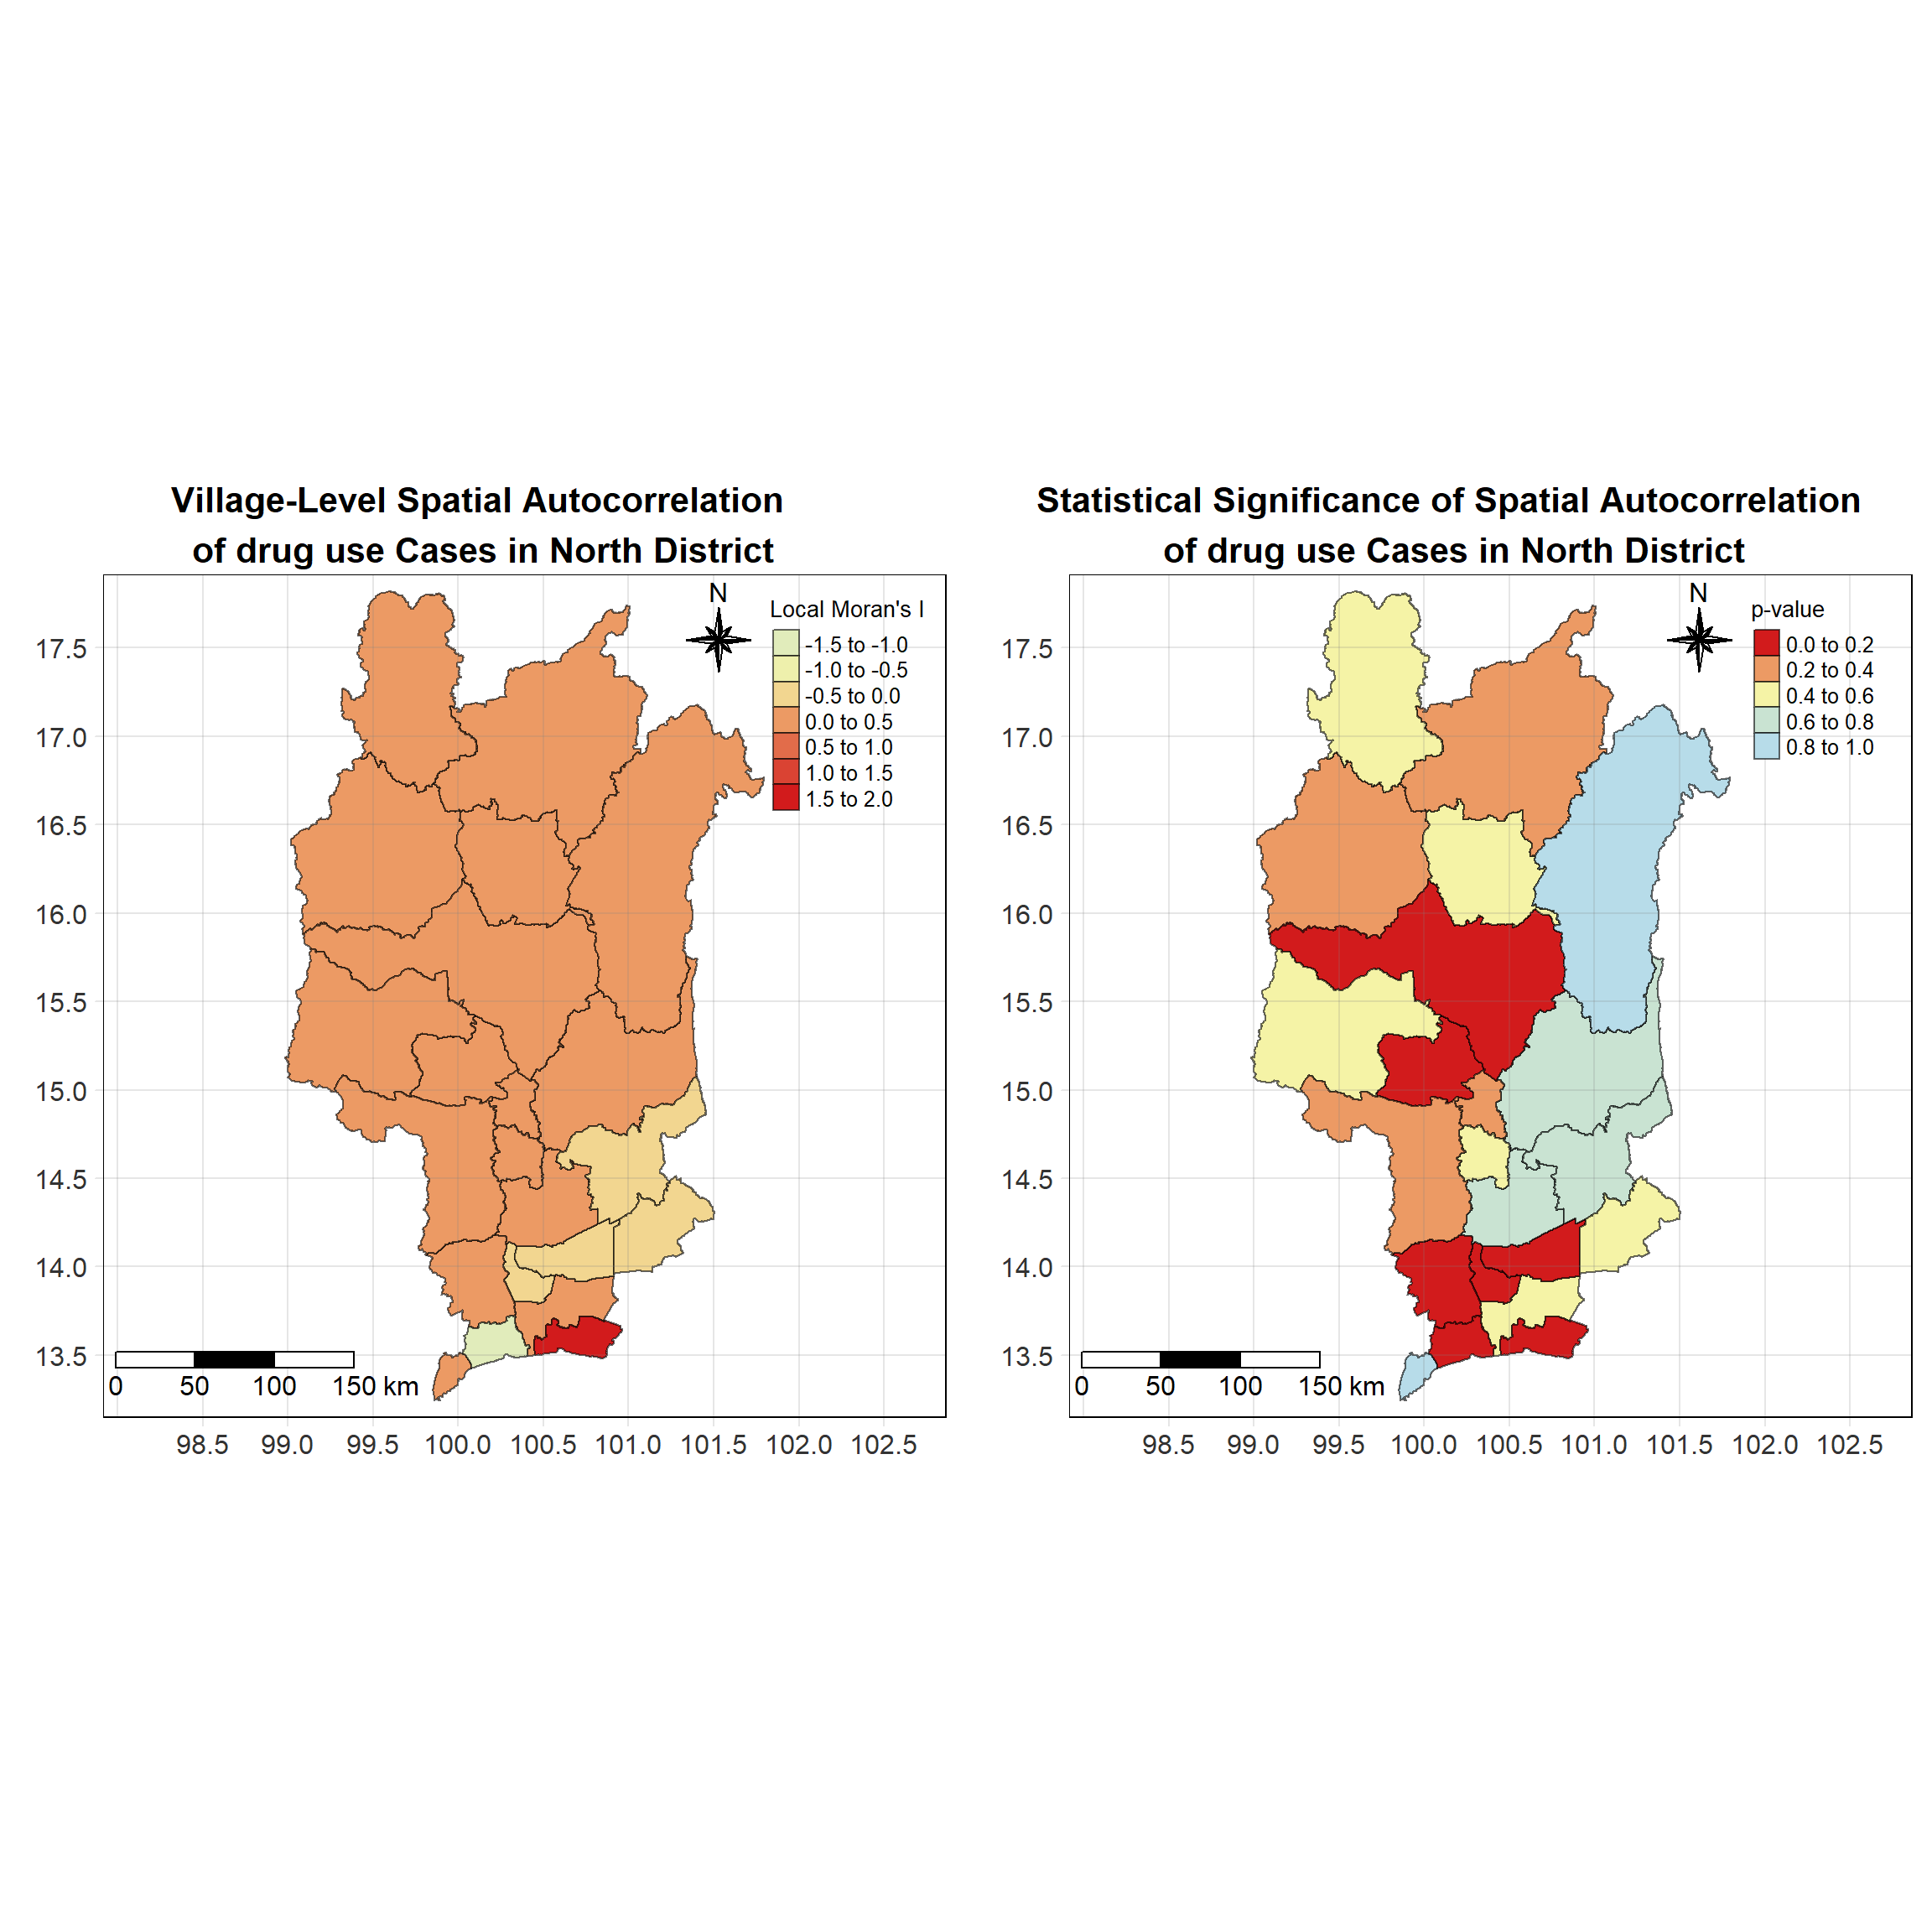 Village-Level Spatial Autocorrelation
of drug use Cases in North District
N
Local Moran's I
-1.5 to -1.0
-1.0 to -0.5
-0.5 to 0.0
0.0 to 0.5
0.5 to 1.0
1.0 to 1.5
1.5 to 2.0
17.5
17.0
16.5
16.0
15.5
15.0
14.5
14.0
13.5
0 50 100 150 km
98.5 99.0 99.5 100.0 100.5 101.0 101.5 102.0 102.5
Statistical Significance of Spatial Autocorrelation
of drug use Cases in North District
N
p-value
0.0 to 0.2
0.2 to 0.4
0.4 to 0.6
0.6 to 0.8
0.8 to 1.0
17.5
17.0
16.5
16.0
15.5
15.0
14.5
14.0
13.5
0 50 100 150 km
98.5 99.0 99.5 100.0 100.5 101.0 101.5 102.0 102.5